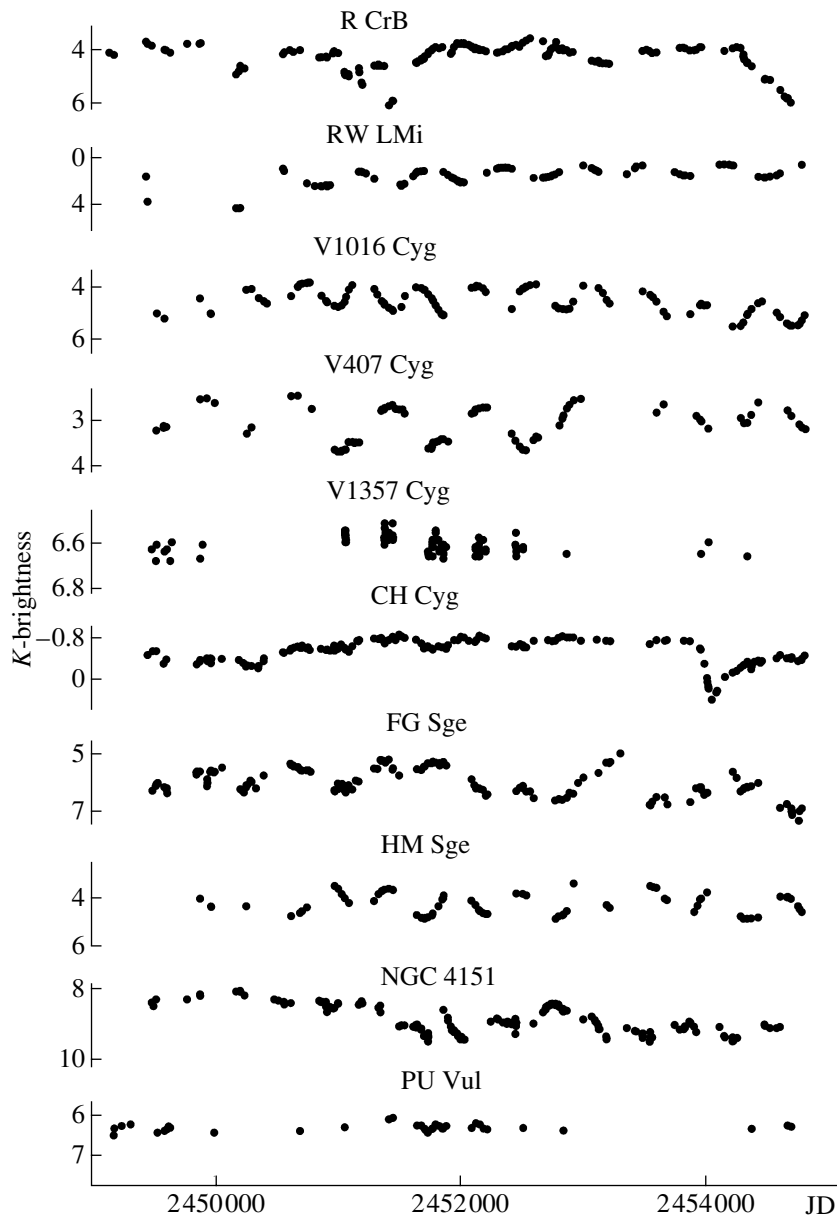 R CrB
4
6
RW LMi
0
4
V1016 Cyg
4
6
V407 Cyg
3
4
V1357 Cyg
6.6
6.8
K-brightness
CH Cyg
−0.8
0
FG Sge
5
7
HM Sge
4
6
NGC 4151
8
10
PU Vul
6
7
2450000 2452000 2454000 JD